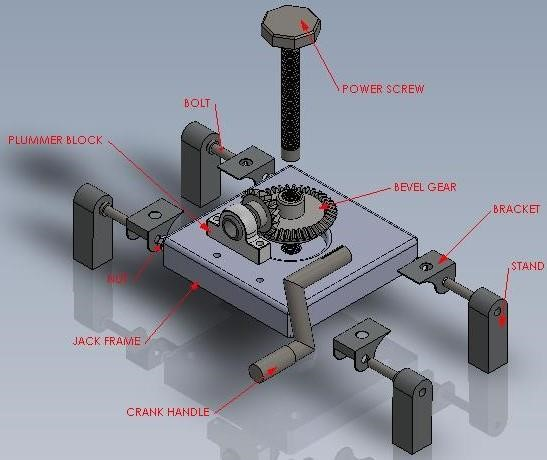 POWER SCREW
BOLT
PLUMMER BLOCK
BEVEL GEAR
BRACKET
STAND
NUT
JACK FRAME
CRANK HANDLE